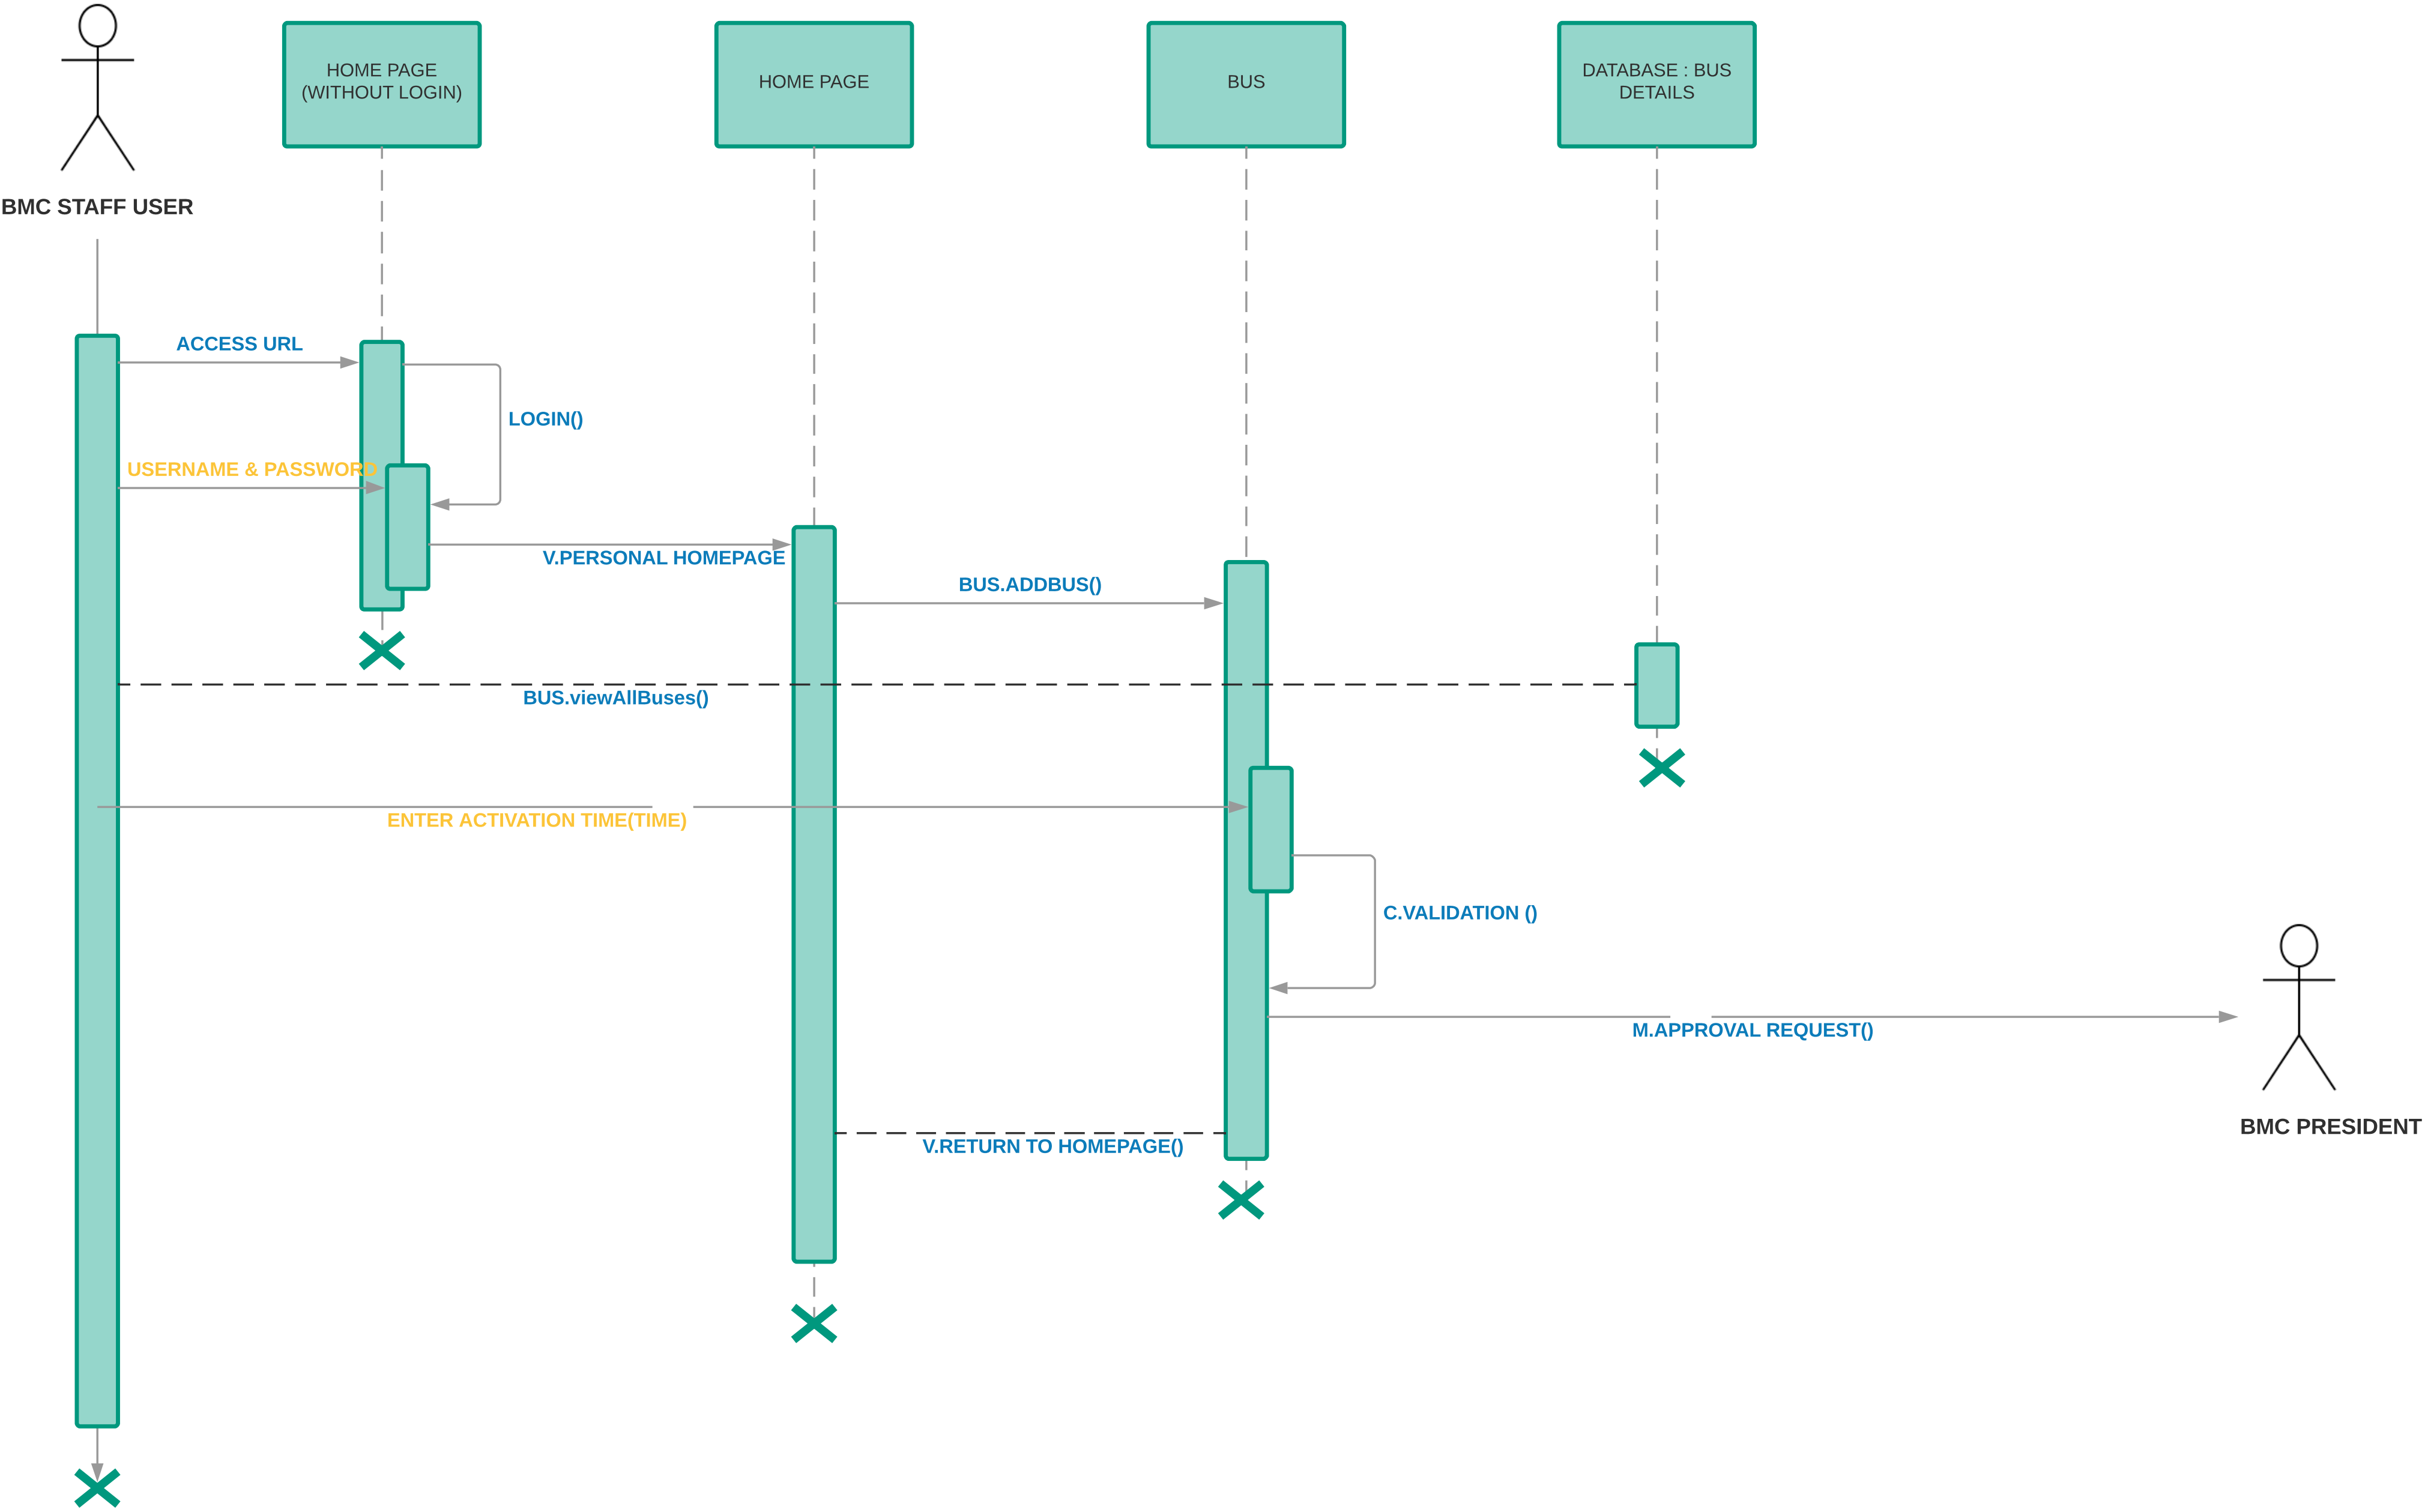 HOME PAGE
(WITHOUT LOGIN)
HOME PAGE
BUS
DATABASE : BUS
DETAILS
BMC STAFF USER
ACCESS URL
LOGIN()
USERNAME & PASSWORD
V.PERSONAL HOMEPAGE
BUS.ADDBUS()
BUS.viewAllBuses()
ENTER ACTIVATION TIME(TIME)
C.VALIDATION ()
M.APPROVAL REQUEST()
BMC PRESIDENT
V.RETURN TO HOMEPAGE()